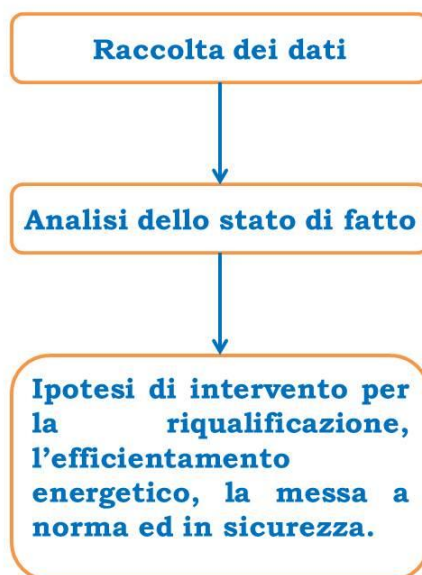 Raccolta dei dati
Analisi dello stato di fatto
Ipotesi di intervento per
la riqualificazione,
l’efficientamento
energetico, la messa a
norma ed in sicurezza.